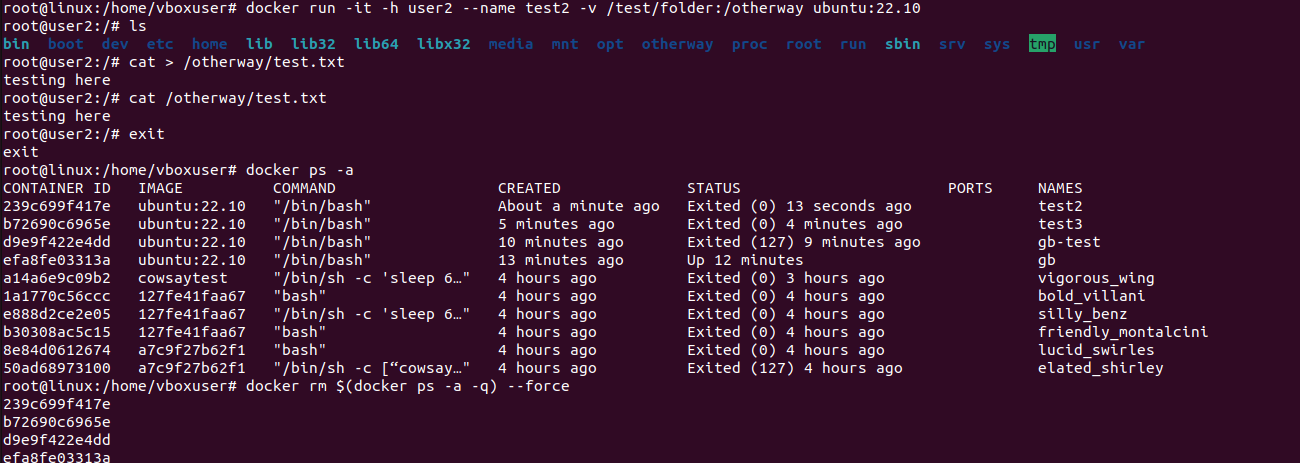 root@linux:/home/vboxuser# docker run -it -h user2 --name test2 -v /test/folder:/otherway ubuntu:22.10
root@user2:/# ls
bin boot dev etc home lib lib32 lib64 libx32 media mnt opt otherway proc root run sbin srv sys tmp usr var
root@user2:/# cat > /otherway/test.txt
testing here
root@user2:/# cat /otherway/test.txt
testing here
root@user2:/# exit
exit
root@linux:/home/vboxuser# docker ps -a
CONTAINER ID IMAGE COMMAND CREATED STATUS PORTS NAMES
239c699f417e ubuntu:22.10 "/bin/bash" About a minute ago Exited (0) 13 seconds ago test2
b72690c6965e ubuntu:22.10 "/bin/bash" 5 minutes ago Exited (0) 4 minutes ago test3
d9e9f422e4dd ubuntu:22.10 "/bin/bash" 10 minutes ago Exited (127) 9 minutes ago gb-test
efa8fe03313a ubuntu:22.10 "/bin/bash" 13 minutes ago Up 12 minutes gb
a14a6e9c09b2 cowsaytest "/bin/sh -c 'sleep 6…" 4 hours ago Exited (0) 3 hours ago vigorous_wing
1a1770c56ccc 127fe41faa67 "bash" 4 hours ago Exited (0) 4 hours ago bold_villani
e888d2ce2e05 127fe41faa67 "/bin/sh -c 'sleep 6…" 4 hours ago Exited (0) 4 hours ago silly_benz
b30308ac5c15 127fe41faa67 "bash" 4 hours ago Exited (0) 4 hours ago friendly_montalcini
8e84d0612674 a7c9f27b62f1 "bash" 4 hours ago Exited (0) 4 hours ago lucid_swirles
50ad68973100 a7c9f27b62f1 "/bin/sh -c [“cowsay…" 4 hours ago Exited (127) 4 hours ago elated_shirley
root@linux:/home/vboxuser# docker rm $(docker ps -a -q) --force
239c699f417e
b72690c6965e
d9e9f422e4dd
efa8fe03313a